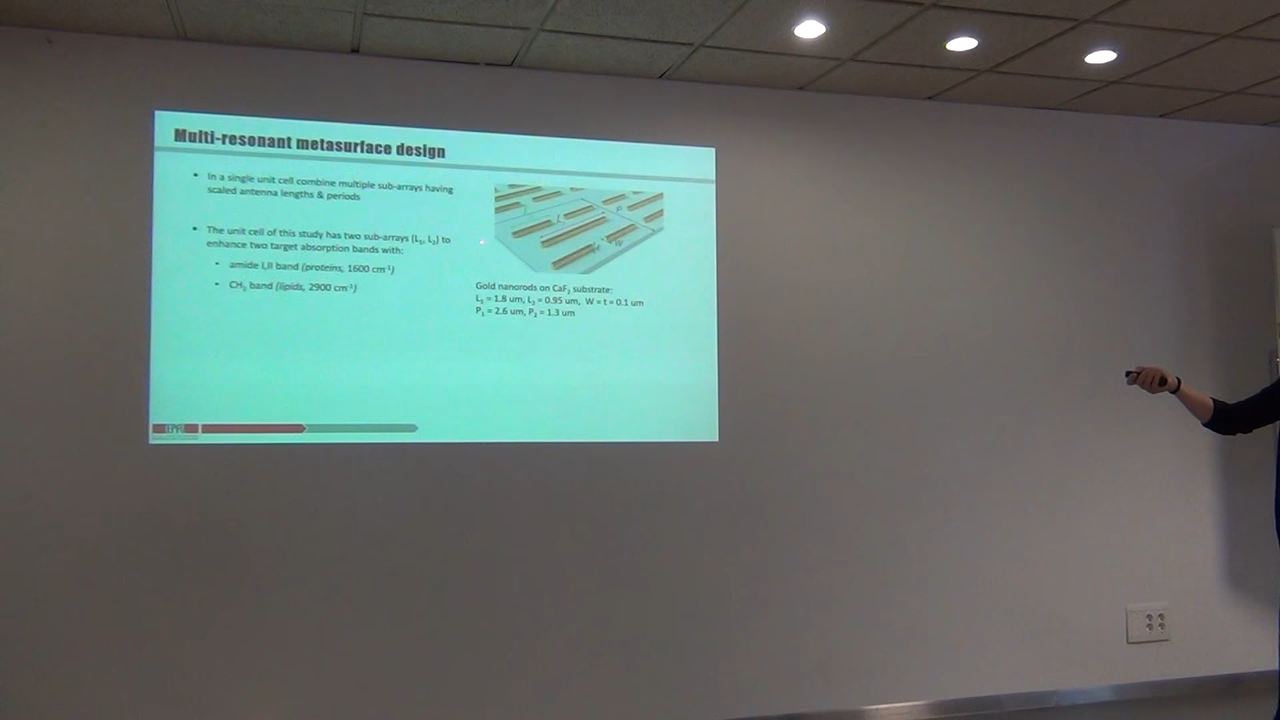 Multi-resonant metasurface design
• In a single unit cell combine multiple sub-arrays having
scaled antenna lengths & periods
• The unit cell of this study has two sub-arrays (L₁, L₂) to
enhance two target absorption bands with:
• amide I,II band (proteins, 1600 cm⁻¹)
• CH₂ band (lipids, 2900 cm⁻¹)
L
P
W
Gold nanorods on CaF₂ substrate:
L₁ = 1.8 um, L₂ = 0.95 um, W = t = 0.1 um
P₁ = 2.6 um, P₂ = 1.3 um
EPFL